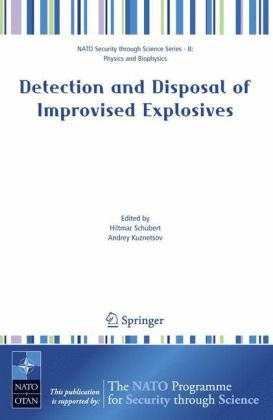 NATO Security through Science Series - B:
Physics and Biophysics
Detection and Disposal of
Improvised Explosives
Edited by
Hiltmar Schubert
Andrey Kuznetsov
Springer
NATO
OTAN
This publication
is supported by:
The NATO Programme
for Security through Science